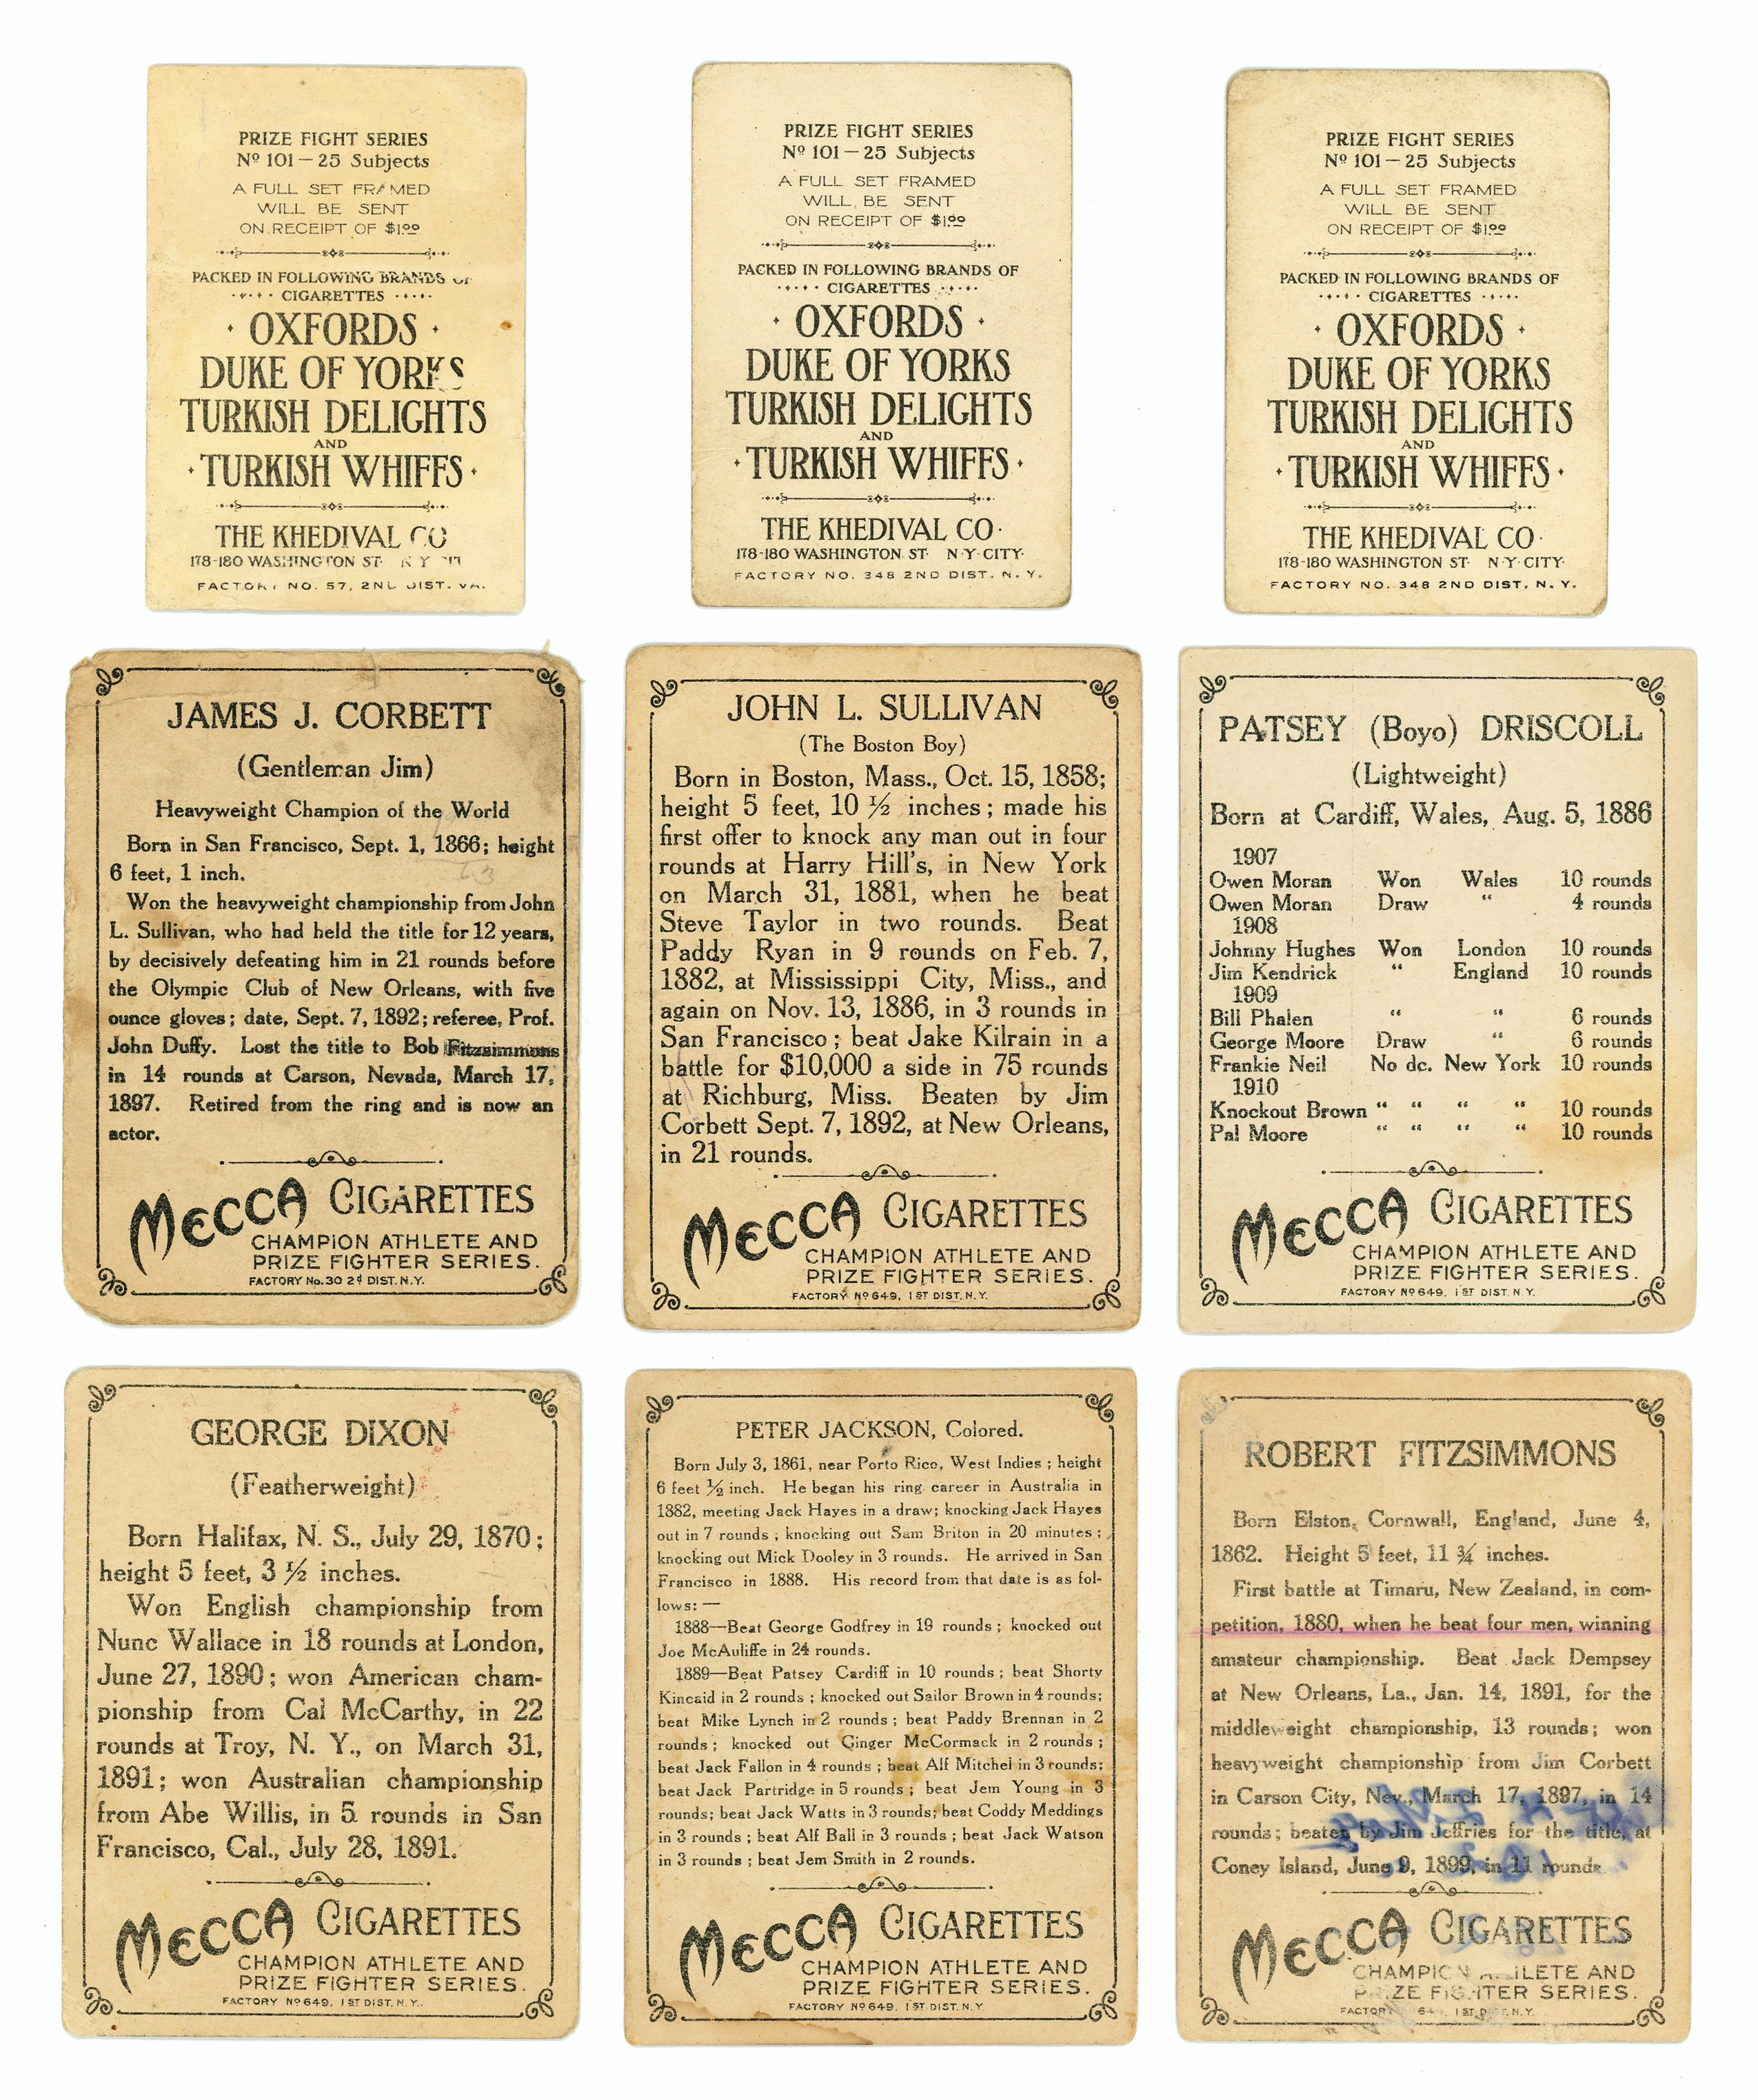 PRIZE FIGHT SERIES
Nº 101 — 25 Subjects
A FULL SET FRAMED
WILL BE SENT
ON RECEIPT OF $1.00
PACKED IN FOLLOWING BRANDS OF
CIGARETTES
OXFORDS
DUKE OF YORKS
TURKISH DELIGHTS
AND
TURKISH WHIFFS
THE KHEDIVAL CO
178-180 WASHINGTON ST. N Y CITY
FACTORY NO. 57, 2ND DIST. VA.
PRIZE FIGHT SERIES
Nº 101 — 25 Subjects
A FULL SET FRAMED
WILL BE SENT
ON RECEIPT OF $1.00
PACKED IN FOLLOWING BRANDS OF
CIGARETTES
OXFORDS
DUKE OF YORKS
TURKISH DELIGHTS
AND
TURKISH WHIFFS
THE KHEDIVAL CO.
178-180 WASHINGTON ST. N.Y. CITY.
FACTORY NO. 348 2ND DIST. N. Y.
PRIZE FIGHT SERIES
Nº 101 — 25 Subjects
A FULL SET FRAMED
WILL BE SENT
ON RECEIPT OF $1.00
PACKED IN FOLLOWING BRANDS OF
CIGARETTES
OXFORDS
DUKE OF YORKS
TURKISH DELIGHTS
AND
TURKISH WHIFFS
THE KHEDIVAL CO.
178-180 WASHINGTON ST. N.Y. CITY.
FACTORY NO. 348 2ND DIST. N. Y.
JAMES J. CORBETT
(Gentleman Jim)
Heavyweight Champion of the World
Born in San Francisco, Sept. 1, 1866; height
6 feet, 1 inch.
Won the heavyweight championship from John
L. Sullivan, who had held the title for 12 years,
by decisively defeating him in 21 rounds before
the Olympic Club of New Orleans, with five
ounce gloves; date, Sept. 7, 1892; referee, Prof.
John Duffy. Lost the title to Bob Fitzsimmons
in 14 rounds at Carson, Nevada, March 17,
1897. Retired from the ring and is now an
actor.
MECCA CIGARETTES
CHAMPION ATHLETE AND
PRIZE FIGHTER SERIES.
FACTORY No. 30 2d DIST. N.Y.
JOHN L. SULLIVAN
(The Boston Boy)
Born in Boston, Mass., Oct. 15, 1858;
height 5 feet, 10 ½ inches; made his
first offer to knock any man out in four
rounds at Harry Hill's, in New York
on March 31, 1881, when he beat
Steve Taylor in two rounds. Beat
Paddy Ryan in 9 rounds on Feb. 7,
1882, at Mississippi City, Miss., and
again on Nov. 13, 1886, in 3 rounds in
San Francisco; beat Jake Kilrain in a
battle for $10,000 a side in 75 rounds
at Richburg, Miss. Beaten by Jim
Corbett Sept. 7, 1892, at New Orleans,
in 21 rounds.
MECCA CIGARETTES
CHAMPION ATHLETE AND
PRIZE FIGHTER SERIES.
FACTORY Nº 649, 1ST DIST. N.Y.
PATSEY (Boyo) DRISCOLL
(Lightweight)
Born at Cardiff, Wales, Aug. 5, 1886
1907
Owen Moran Won Wales 10 rounds
Owen Moran Draw “ 4 rounds
1908
Johnny Hughes Won London 10 rounds
Jim Kendrick “ England 10 rounds
1909
Bill Phalen “ “ 6 rounds
George Moore Draw “ 6 rounds
Frankie Neil No dc. New York 10 rounds
1910
Knockout Brown “ “ “ “ 10 rounds
Pal Moore “ “ “ “ 10 rounds
MECCA CIGARETTES
CHAMPION ATHLETE AND
PRIZE FIGHTER SERIES.
FACTORY Nº 649, 1ST DIST. N.Y.
GEORGE DIXON
(Featherweight)
Born Halifax, N. S., July 29, 1870;
height 5 feet, 3 ½ inches.
Won English championship from
Nunc Wallace in 18 rounds at London,
June 27, 1890; won American cham-
pionship from Cal McCarthy, in 22
rounds at Troy, N. Y., on March 31,
1891; won Australian championship
from Abe Willis, in 5 rounds in San
Francisco, Cal., July 28, 1891.
MECCA CIGARETTES
CHAMPION ATHLETE AND
PRIZE FIGHTER SERIES.
FACTORY Nº 649, 1ST DIST. N.Y.
PETER JACKSON, Colored.
Born July 3, 1861, near Porto Rico, West Indies; height
6 feet ½ inch. He began his ring career in Australia in
1882, meeting Jack Hayes in a draw; knocking Jack Hayes
out in 7 rounds; knocking out Sam Briton in 20 minutes;
knocking out Mick Dooley in 3 rounds. He arrived in San
Francisco in 1888. His record from that date is as fol-
lows: —
1888—Beat George Godfrey in 19 rounds; knocked out
Joe McAuliffe in 24 rounds.
1889—Beat Patsey Cardiff in 10 rounds; beat Shorty
Kincaid in 2 rounds; knocked out Sailor Brown in 4 rounds;
beat Mike Lynch in 2 rounds; beat Paddy Brennan in 2
rounds; knocked out Ginger McCormack in 2 rounds;
beat Jack Fallon in 4 rounds; beat Alf Mitchel in 3 rounds;
beat Jack Partridge in 5 rounds; beat Jem Young in 3
rounds; beat Jack Watts in 3 rounds; beat Coddy Meddings
in 3 rounds; beat Alf Ball in 3 rounds; beat Jack Watson
in 3 rounds; beat Jem Smith in 2 rounds.
MECCA CIGARETTES
CHAMPION ATHLETE AND
PRIZE FIGHTER SERIES.
FACTORY Nº 649, 1ST DIST. N.Y.
ROBERT FITZSIMMONS
Born Elston, Cornwall, England, June 4,
1862. Height 5 feet, 11 ¾ inches.
First battle at Timaru, New Zealand, in com-
petition, 1880, when he beat four men, winning
amateur championship. Beat Jack Dempsey
at New Orleans, La., Jan. 14, 1891, for the
middleweight championship, 13 rounds; won
heavyweight championship from Jim Corbett
in Carson City, Nev., March 17, 1897, in 14
rounds; beaten by Jim Jeffries for the title, at
Coney Island, June 9, 1899, in 11 rounds.
MECCA CIGARETTES
CHAMPION ATHLETE AND
PRIZE FIGHTER SERIES.
FACTORY 649, 1ST DIST. N.Y.